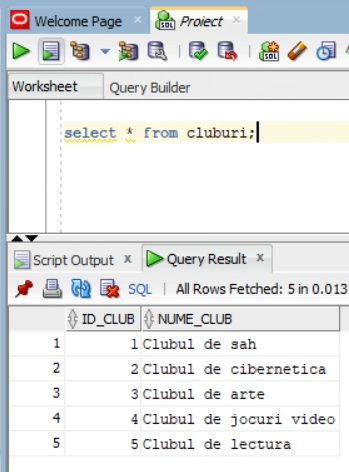 Welcome Page Proiect
Worksheet Query Builder
select * from cluburi;
Script Output x Query Result x
SQL | All Rows Fetched: 5 in 0.013
ID_CLUB NUME_CLUB
1 1 Clubul de sah
2 2 Clubul de cibernetica
3 3 Clubul de arte
4 4 Clubul de jocuri video
5 5 Clubul de lectura